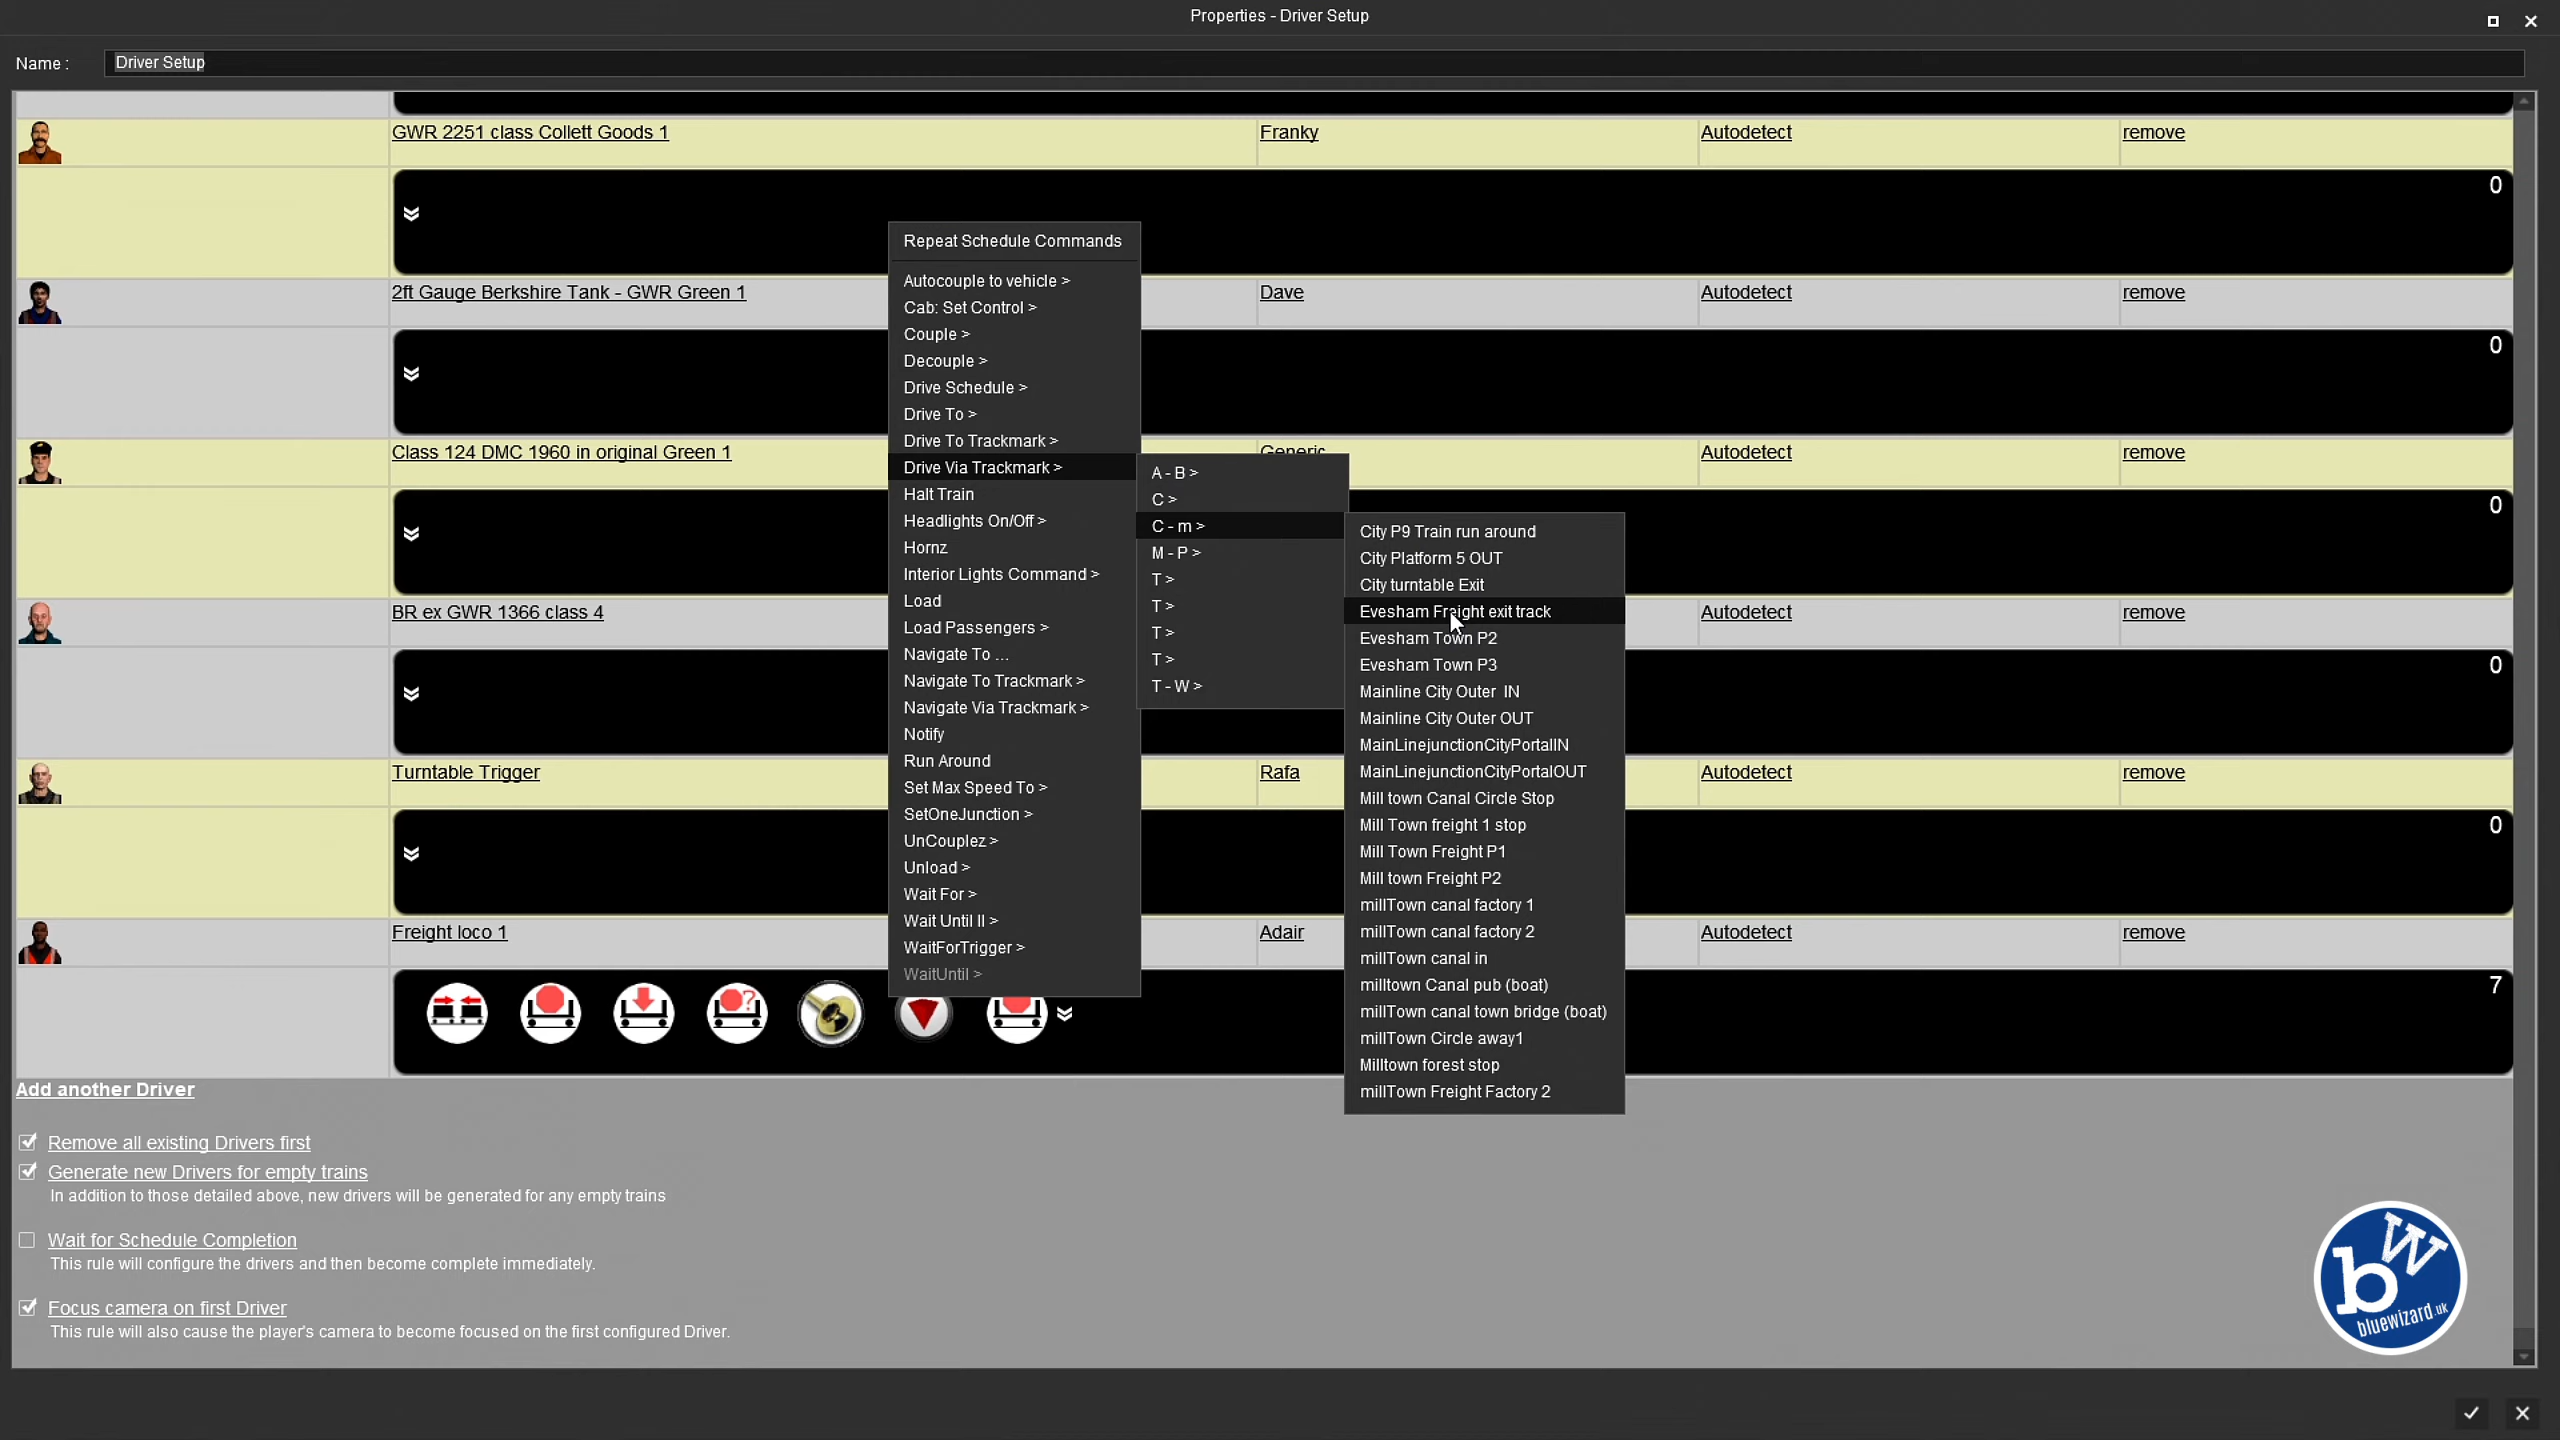 Properties - Driver Setup
Name :
Driver Setup
GWR 2251 class Collett Goods 1
Franky
Autodetect
remove
0
2ft Gauge Berkshire Tank - GWR Green 1
Dave
Autodetect
remove
0
Class 124 DMC 1960 in original Green 1
Generic
Autodetect
remove
0
BR ex GWR 1366 class 4
Autodetect
remove
0
Turntable Trigger
Rafa
Autodetect
remove
0
Freight loco 1
Adair
Autodetect
remove
?
7
Repeat Schedule Commands
Autocouple to vehicle >
Cab: Set Control >
Couple >
Decouple >
Drive Schedule >
Drive To >
Drive To Trackmark >
Drive Via Trackmark >
Halt Train
Headlights On/Off >
Hornz
Interior Lights Command >
Load
Load Passengers >
Navigate To ...
Navigate To Trackmark >
Navigate Via Trackmark >
Notify
Run Around
Set Max Speed To >
SetOneJunction >
UnCouplez >
Unload >
Wait For >
Wait Until II >
WaitForTrigger >
WaitUntil >
A - B >
C >
C - m >
M - P >
T >
T >
T >
T >
T - W >
City P9 Train run around
City Platform 5 OUT
City turntable Exit
Evesham Freight exit track
Evesham Town P2
Evesham Town P3
Mainline City Outer  IN
Mainline City Outer OUT
MainLinejunctionCityPortalIN
MainLinejunctionCityPortalOUT
Mill town Canal Circle Stop
Mill Town freight 1 stop
Mill Town Freight P1
Mill town Freight P2
millTown canal factory 1
millTown canal factory 2
millTown canal in
milltown Canal pub (boat)
millTown canal town bridge (boat)
millTown Circle away1
Milltown forest stop
millTown Freight Factory 2
Add another Driver
Remove all existing Drivers first
Generate new Drivers for empty trains
In addition to those detailed above, new drivers will be generated for any empty trains
Wait for Schedule Completion
This rule will configure the drivers and then become complete immediately.
Focus camera on first Driver
This rule will also cause the player's camera to become focused on the first configured Driver.
bw
bluewizard.uk